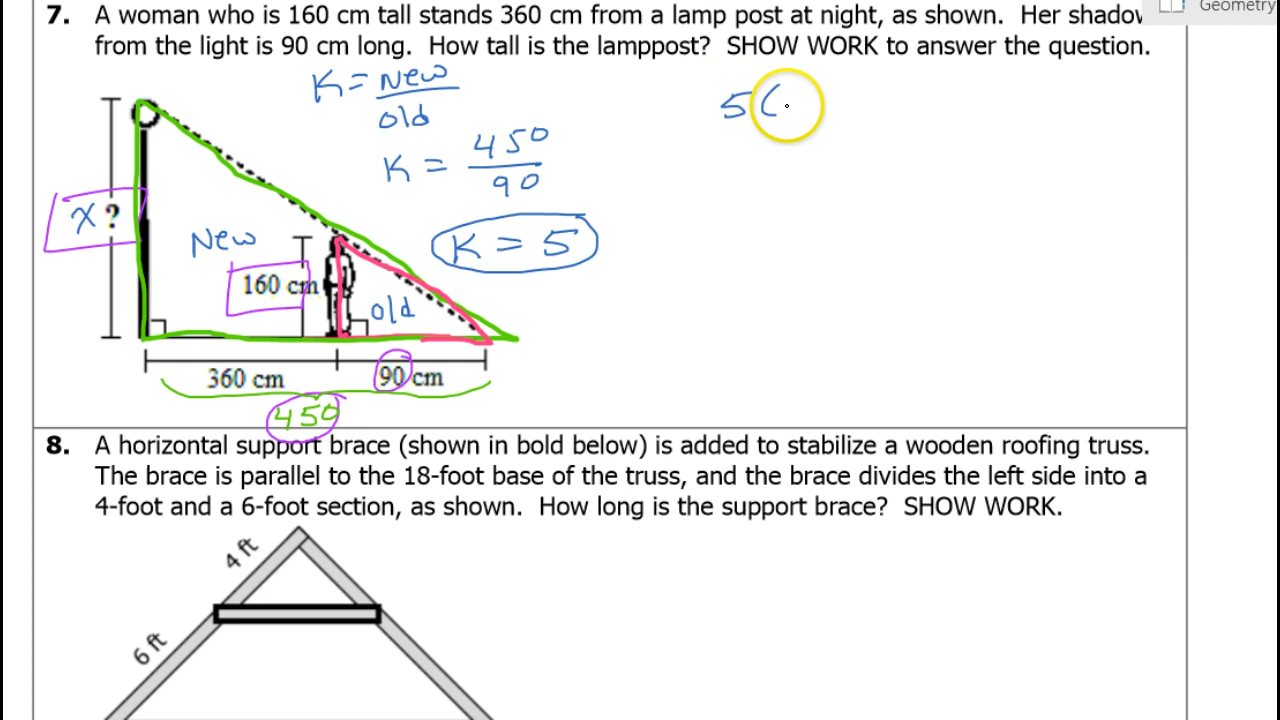 Geometry
7. A woman who is 160 cm tall stands 360 cm from a lamp post at night, as shown. Her shadow
from the light is 90 cm long. How tall is the lamppost? SHOW WORK to answer the question.
K = New
old
5(
K = 450
90
x ?
New
K = 5
160 cm
old
360 cm
90 cm
450
8. A horizontal support brace (shown in bold below) is added to stabilize a wooden roofing truss.
The brace is parallel to the 18-foot base of the truss, and the brace divides the left side into a
4-foot and a 6-foot section, as shown. How long is the support brace? SHOW WORK.
4 ft
6 ft